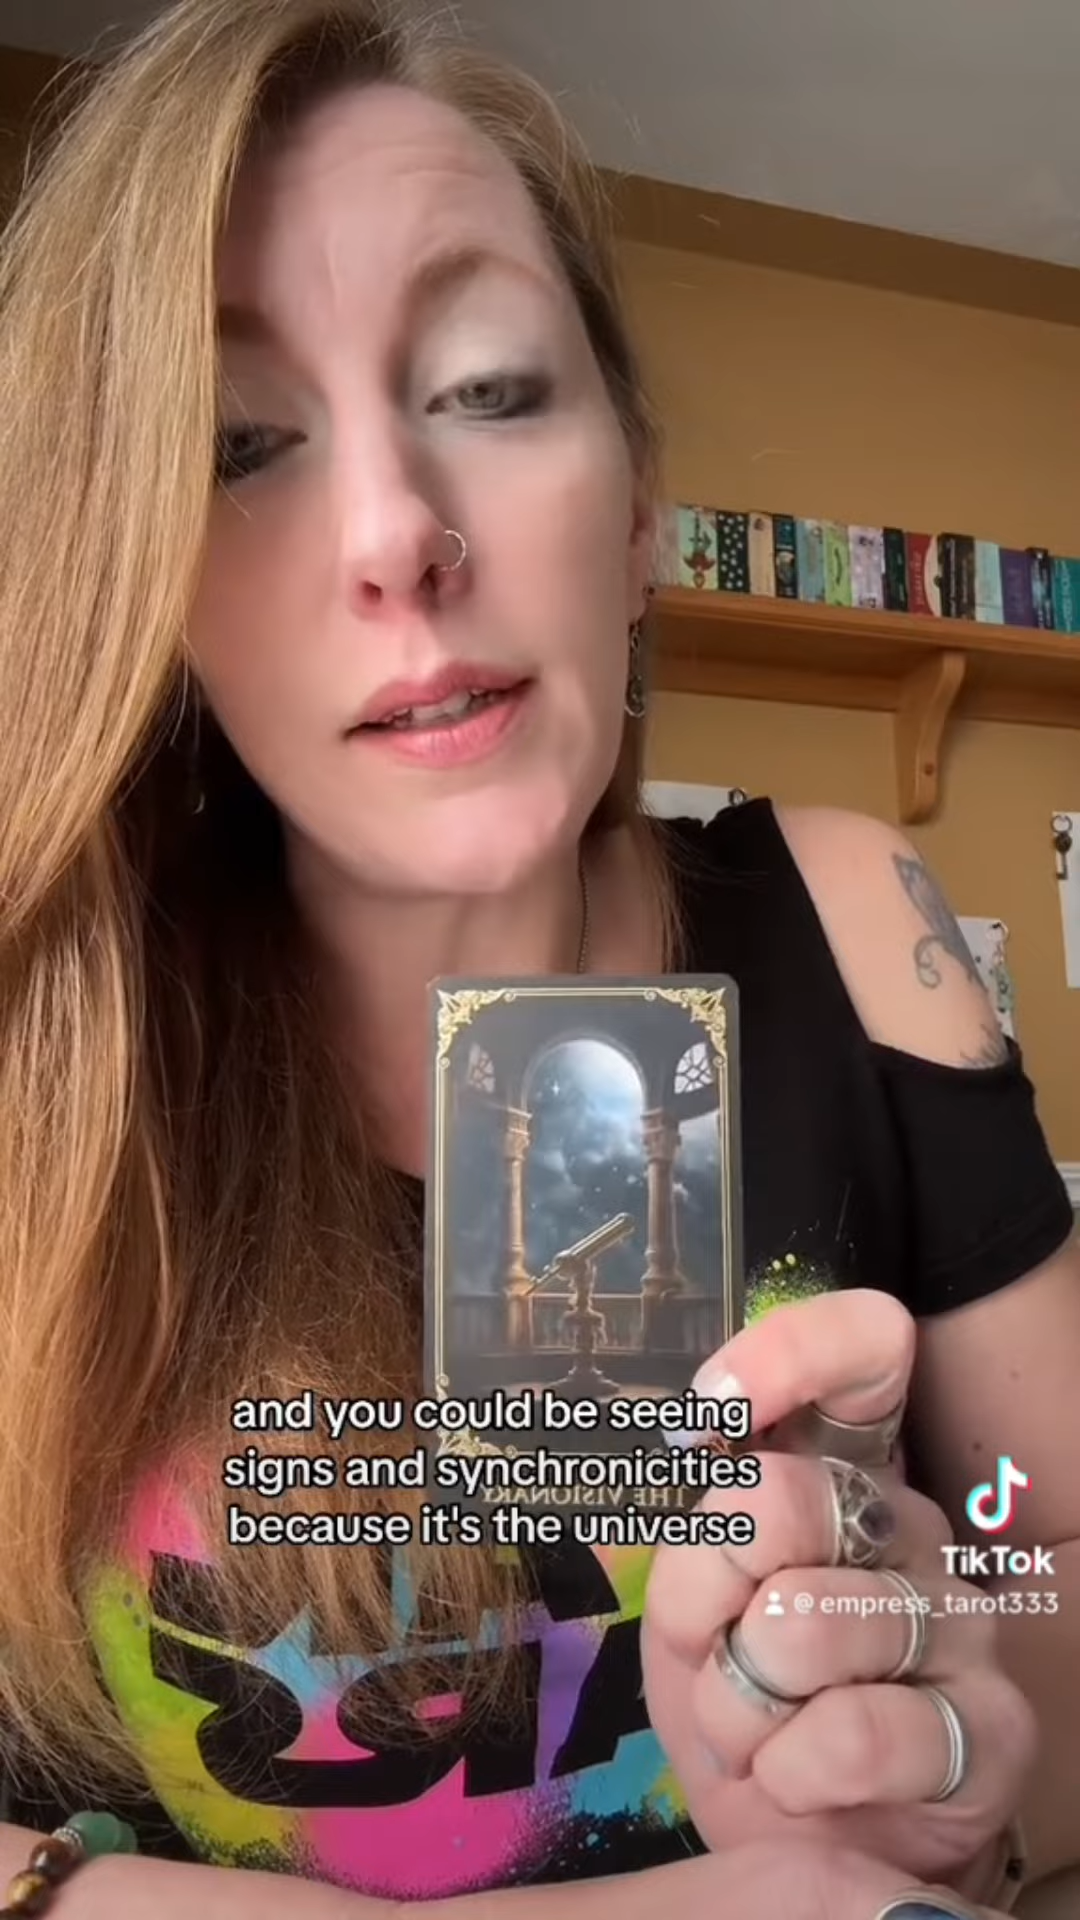 and you could be seeing
signs and synchronicities
THE VISIONARY
because it's the universe
TikTok
@empress_tarot333